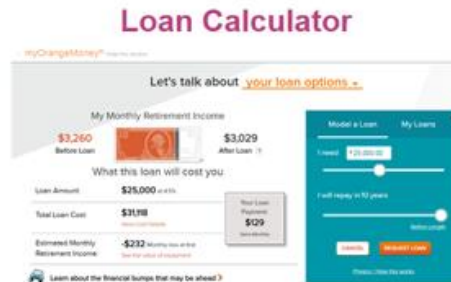 Loan Calculator
myOrangeMoney®
Let's talk about your loan options
My Monthly Retirement Income
$3,260
Before Loan
$3,029
After Loan
What this loan will cost you
Loan Amount $25,000
Total Loan Cost $31,118
Estimated Monthly Retirement Income -$232
Your Loan Payment
$129
Learn about the financial bumps that may be ahead >
Model a Loan My Loans
I need
I will repay in 10 years
CANCEL REQUEST LOAN